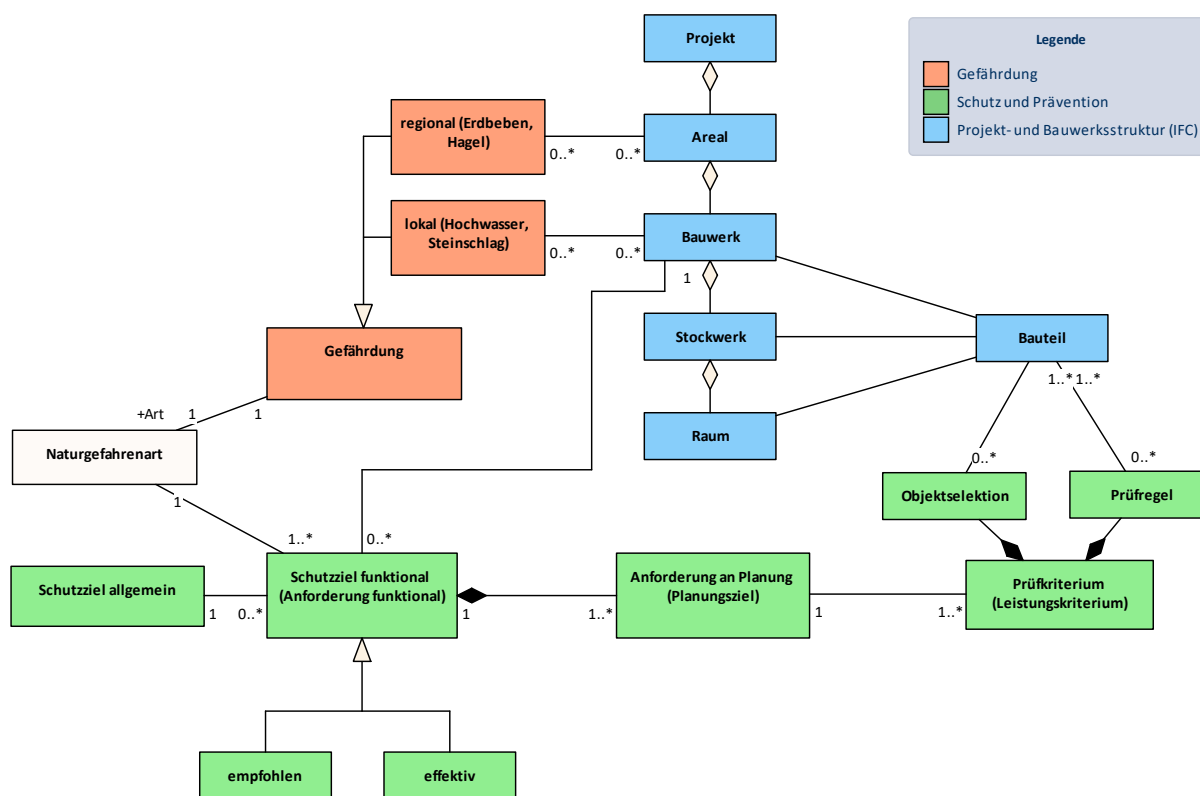 Projekt
Legende
Gefährdung
Schutz und Prävention
Projekt- und Bauwerksstruktur (IFC)
regional (Erdbeben,
Hagel)
0..*
0..*
Areal
lokal (Hochwasser,
Steinschlag)
0..*
0..*
Bauwerk
1
Gefährdung
Stockwerk
Bauteil
1..*
1..*
+Art
1
1
Naturgefahrenart
Raum
0..*
0..*
1
Objektselektion
Prüfregel
1..*
0..*
Schutzziel allgemein
1
0..*
Schutzziel funktional
(Anforderung funktional)
1
1..*
Anforderung an Planung
(Planungsziel)
1
1..*
Prüfkriterium
(Leistungskriterium)
empfohlen
effektiv